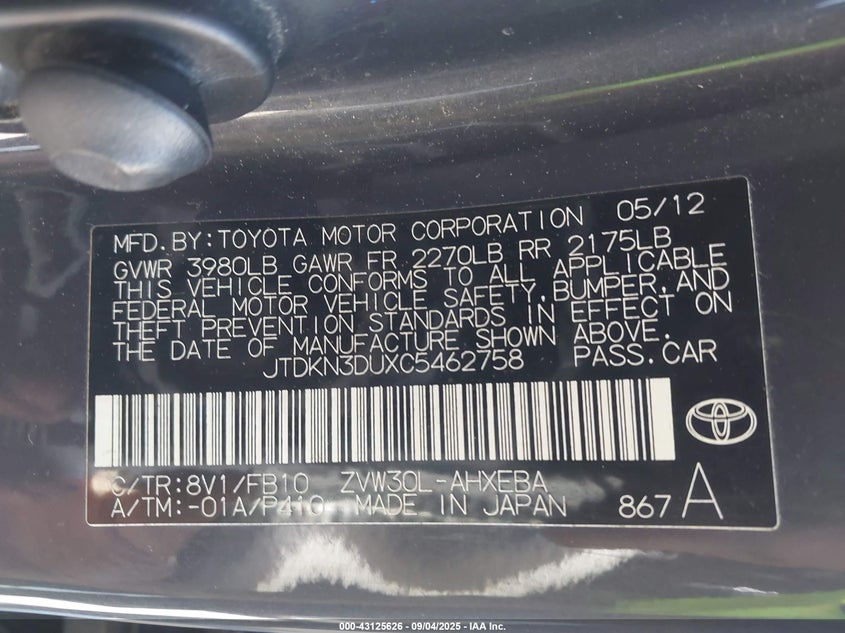 MFD.BY:TOYOTA MOTOR CORPORATION 05/12
GVWR 3980LB GAWR FR 2270LB RR 2175LB
THIS VEHICLE CONFORMS TO ALL APPLICABLE
FEDERAL MOTOR VEHICLE SAFETY,BUMPER,AND
THEFT PREVENTION STANDARDS IN EFFECT ON
THE DATE OF MANUFACTURE SHOWN ABOVE.
JTDKN3DUXC5462758 PASS.CAR
C/TR:8V1/FB10 ZVW30L-AHXEBA
A/TM:-01A/P410 MADE IN JAPAN 867 A
000-43125626 - 09/04/2025 - IAA Inc.